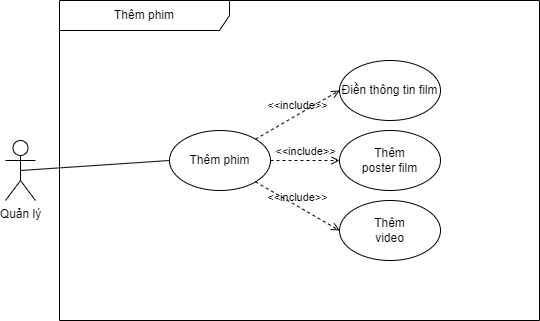 Thêm phim
Điền thông tin film
<<include>>
Thêm phim
<<include>>
Thêm
poster film
<<include>>
Thêm
video
Quản lý